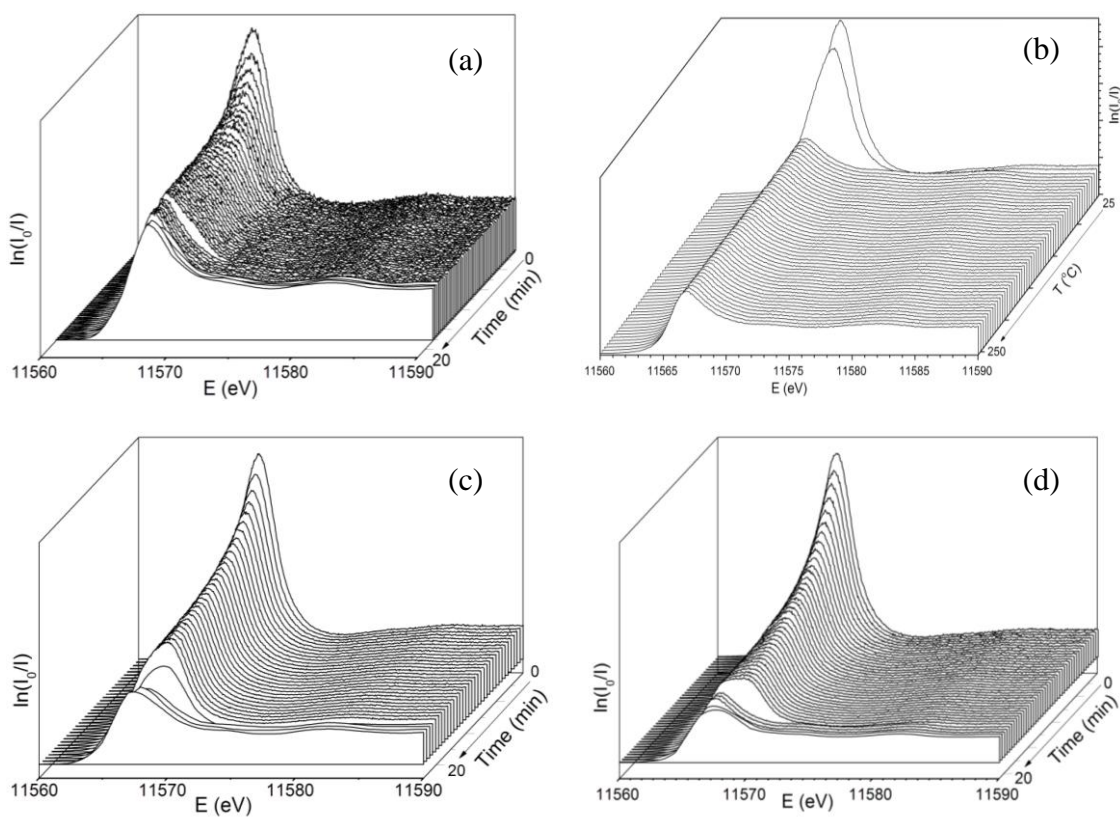 (a)
ln(I0/I)
0
Time (min)
20
11560 11570 11580 11590
E (eV)
(b)
ln(I0/I)
25
T (°C)
250
11560 11565 11570 11575 11580 11585 11590
E (eV)
(c)
ln(I0/I)
0
Time (min)
20
11560 11570 11580 11590
E (eV)
(d)
ln(I0/I)
0
Time (min)
20
11560 11570 11580 11590
E (eV)